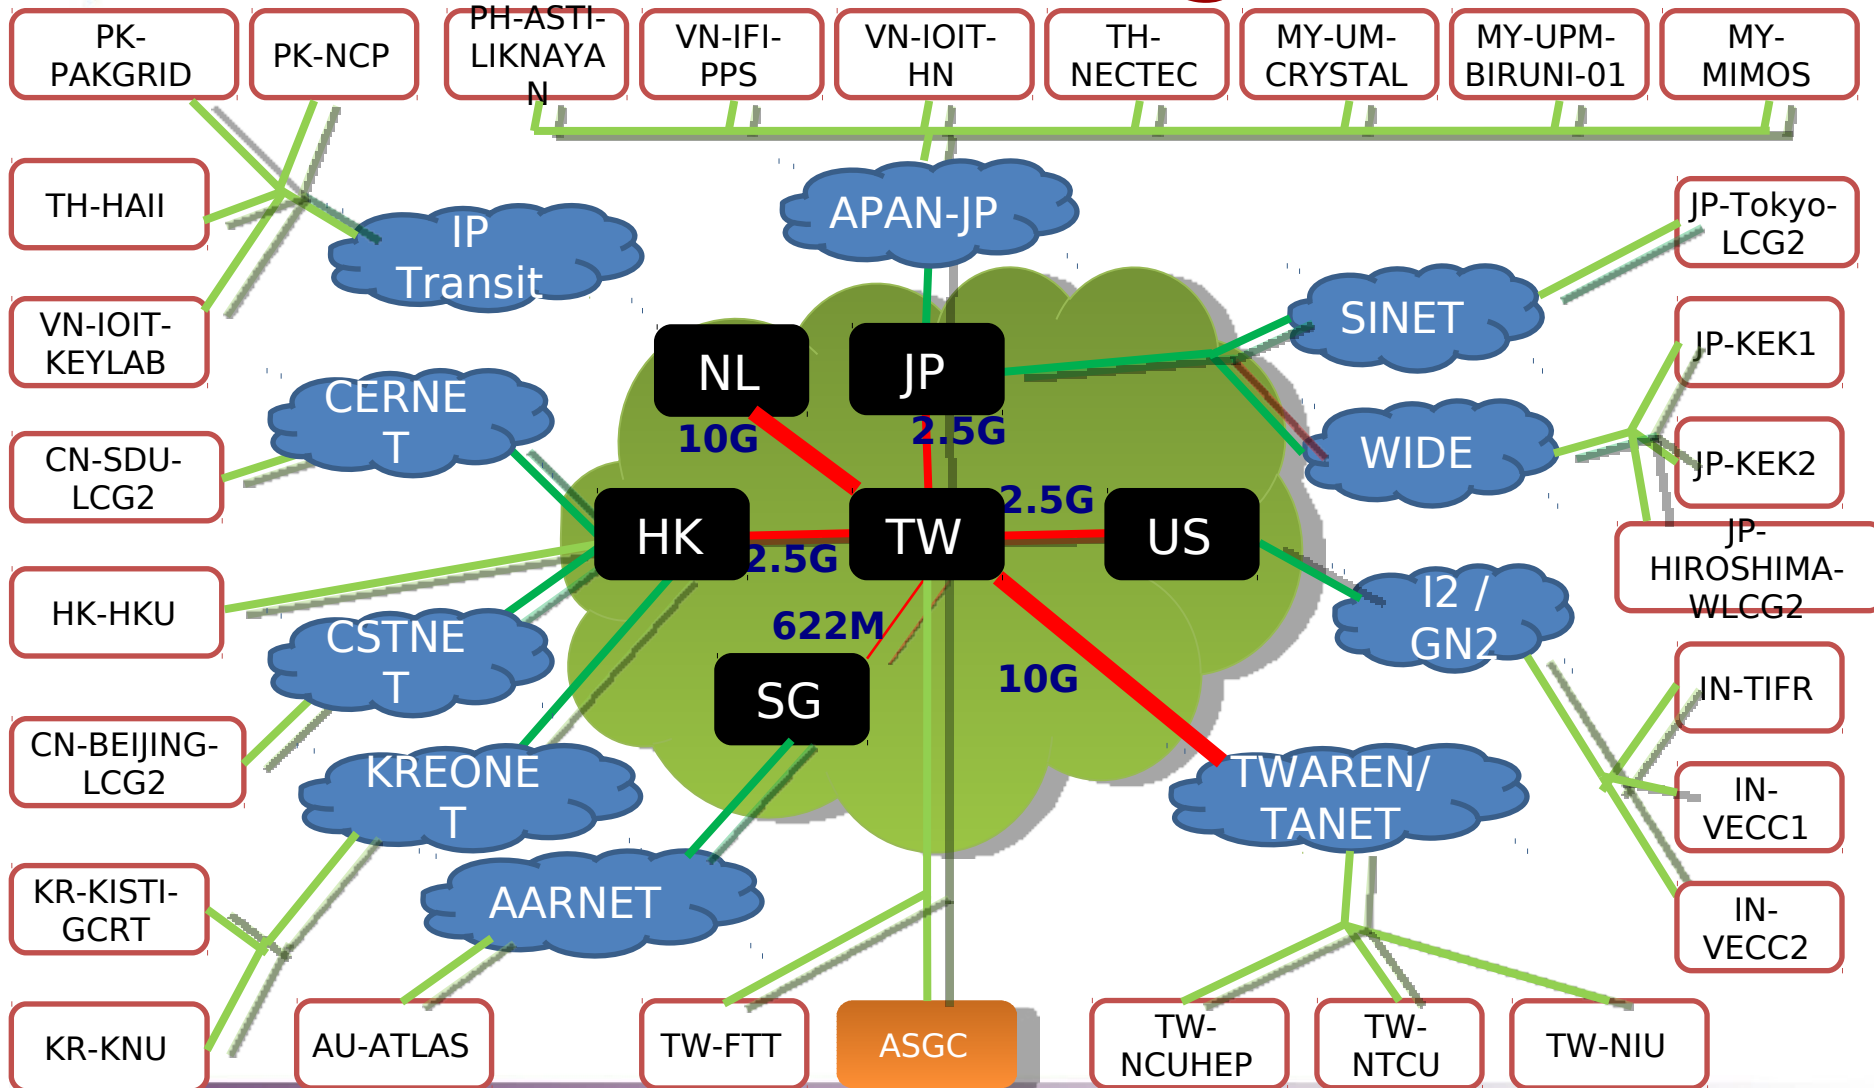 PK-
PAKGRID
PK-NCP
PH-ASTI-
LIKNAYA
N
VN-IFI-
PPS
VN-IOIT-
HN
TH-
NECTEC
MY-UM-
CRYSTAL
MY-UPM-
BIRUNI-01
MY-
MIMOS
TH-HAII
IP
Transit
APAN-JP
JP-Tokyo-
LCG2
VN-IOIT-
KEYLAB
SINET
JP-KEK1
NL
JP
CERNE
T
10G
2.5G
WIDE
JP-KEK2
CN-SDU-
LCG2
HK
TW
US
2.5G
2.5G
JP-
HIROSHIMA-
WLCG2
HK-HKU
CSTNE
T
622M
I2 /
GN2
SG
10G
IN-TIFR
CN-BEIJING-
LCG2
KREONE
T
TWAREN/
TANET
IN-
VECC1
KR-KISTI-
GCRT
AARNET
IN-
VECC2
KR-KNU
AU-ATLAS
TW-FTT
ASGC
TW-
NCUHEP
TW-
NTCU
TW-NIU